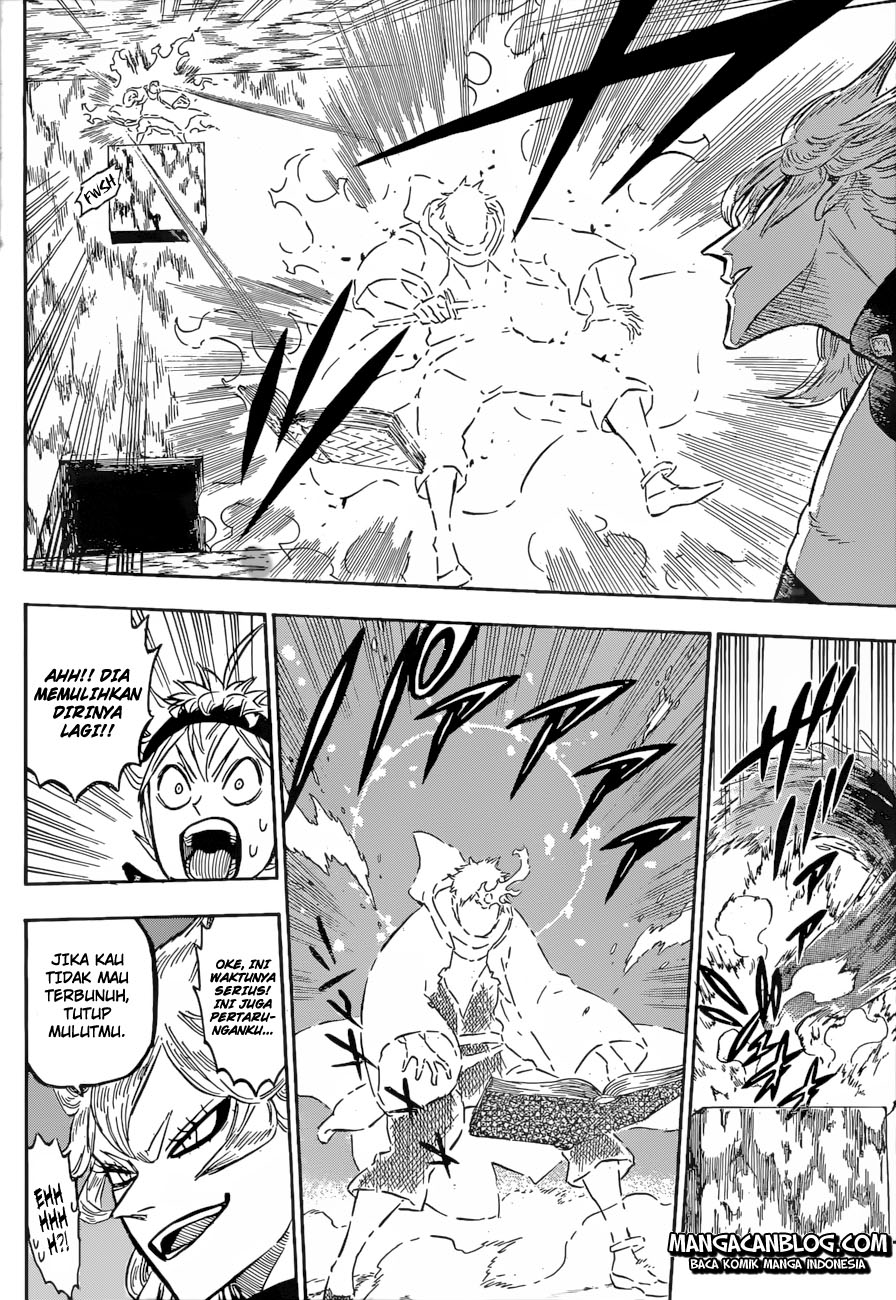 FWSH
AHH!! DIA
MEMULIHKAN
DIRINYA
LAGI!!
OKE, INI
WAKTUNYA
SERIUS!
INI JUGA
PERTARU-
NGANKU...
JIKA KAU
TIDAK MAU
TERBUNUH,
TUTUP
MULUTMU.
EHH
HHH
H?!
MANGACANBLOG.COM
BACA KOMIK MANGA INDONESIA